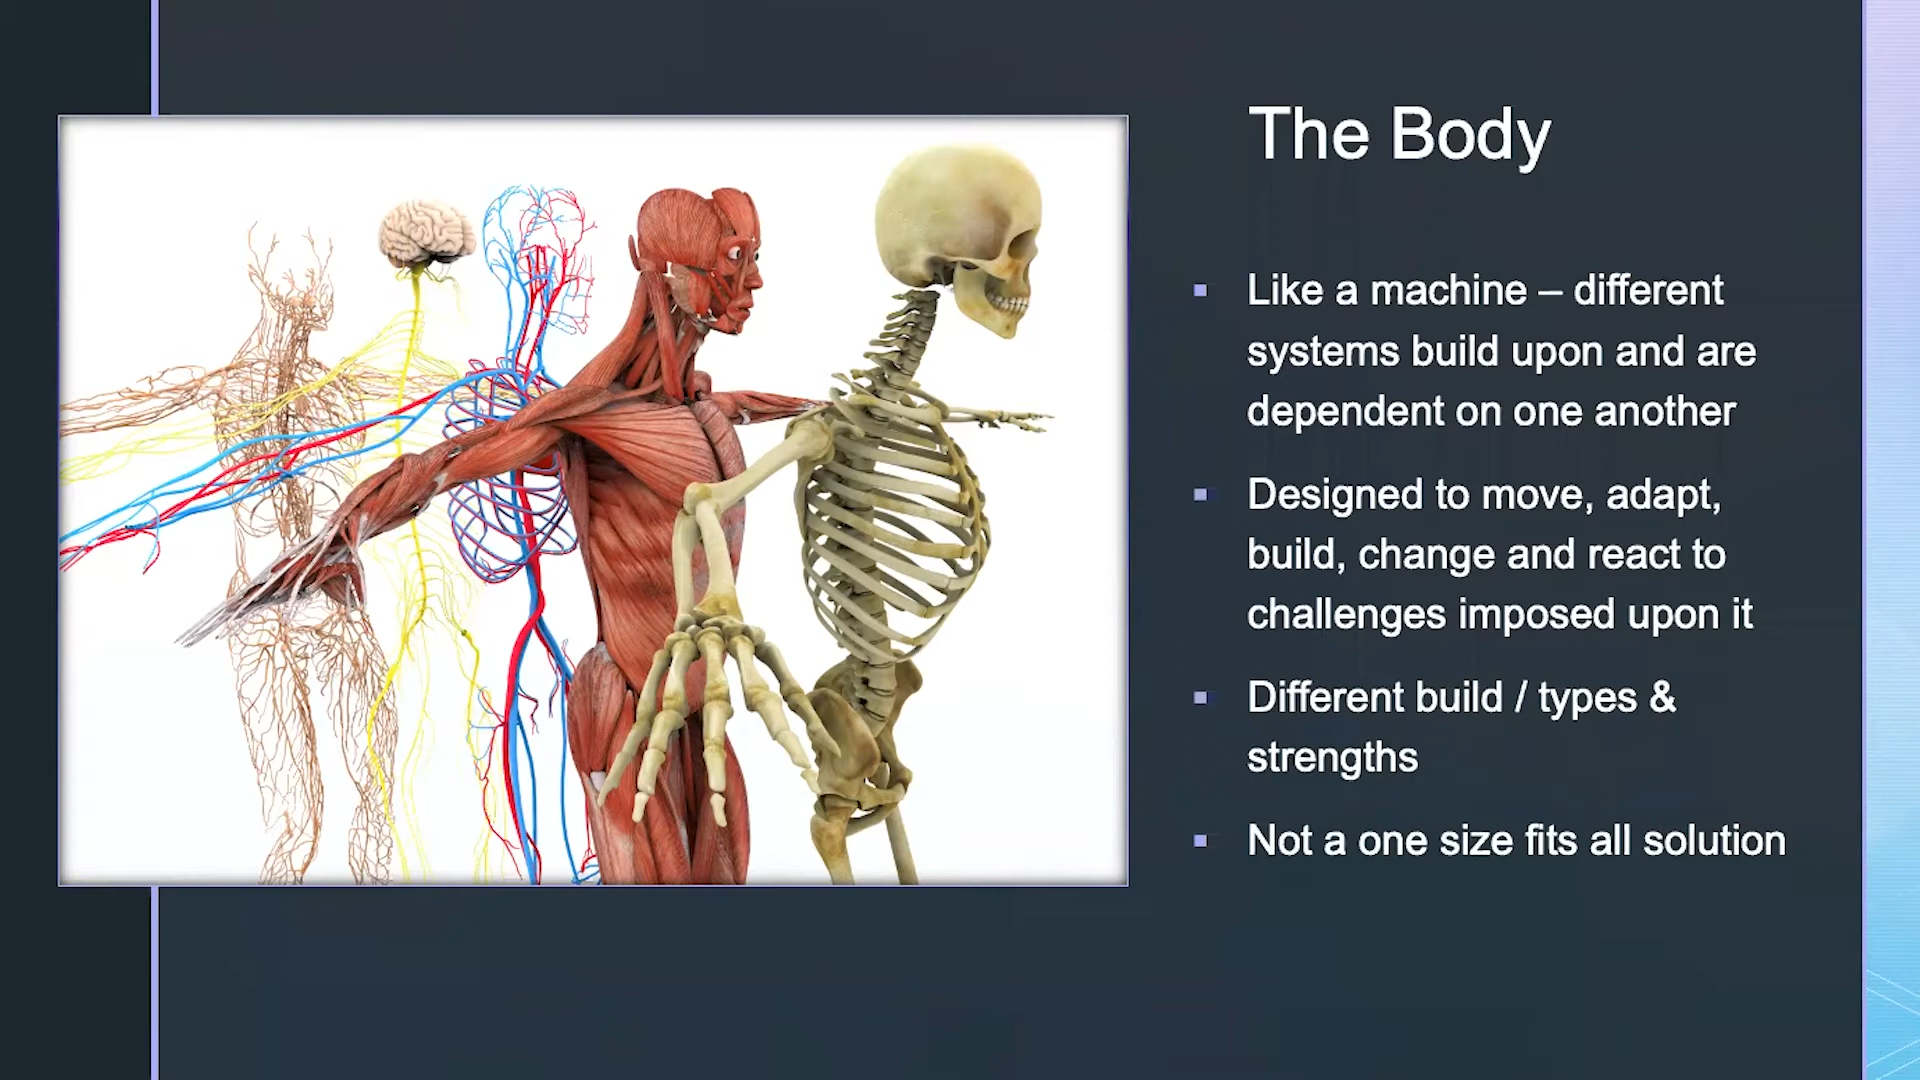 The Body
Like a machine – different
systems build upon and are
dependent on one another
Designed to move, adapt,
build, change and react to
challenges imposed upon it
Different build / types &
strengths
Not a one size fits all solution